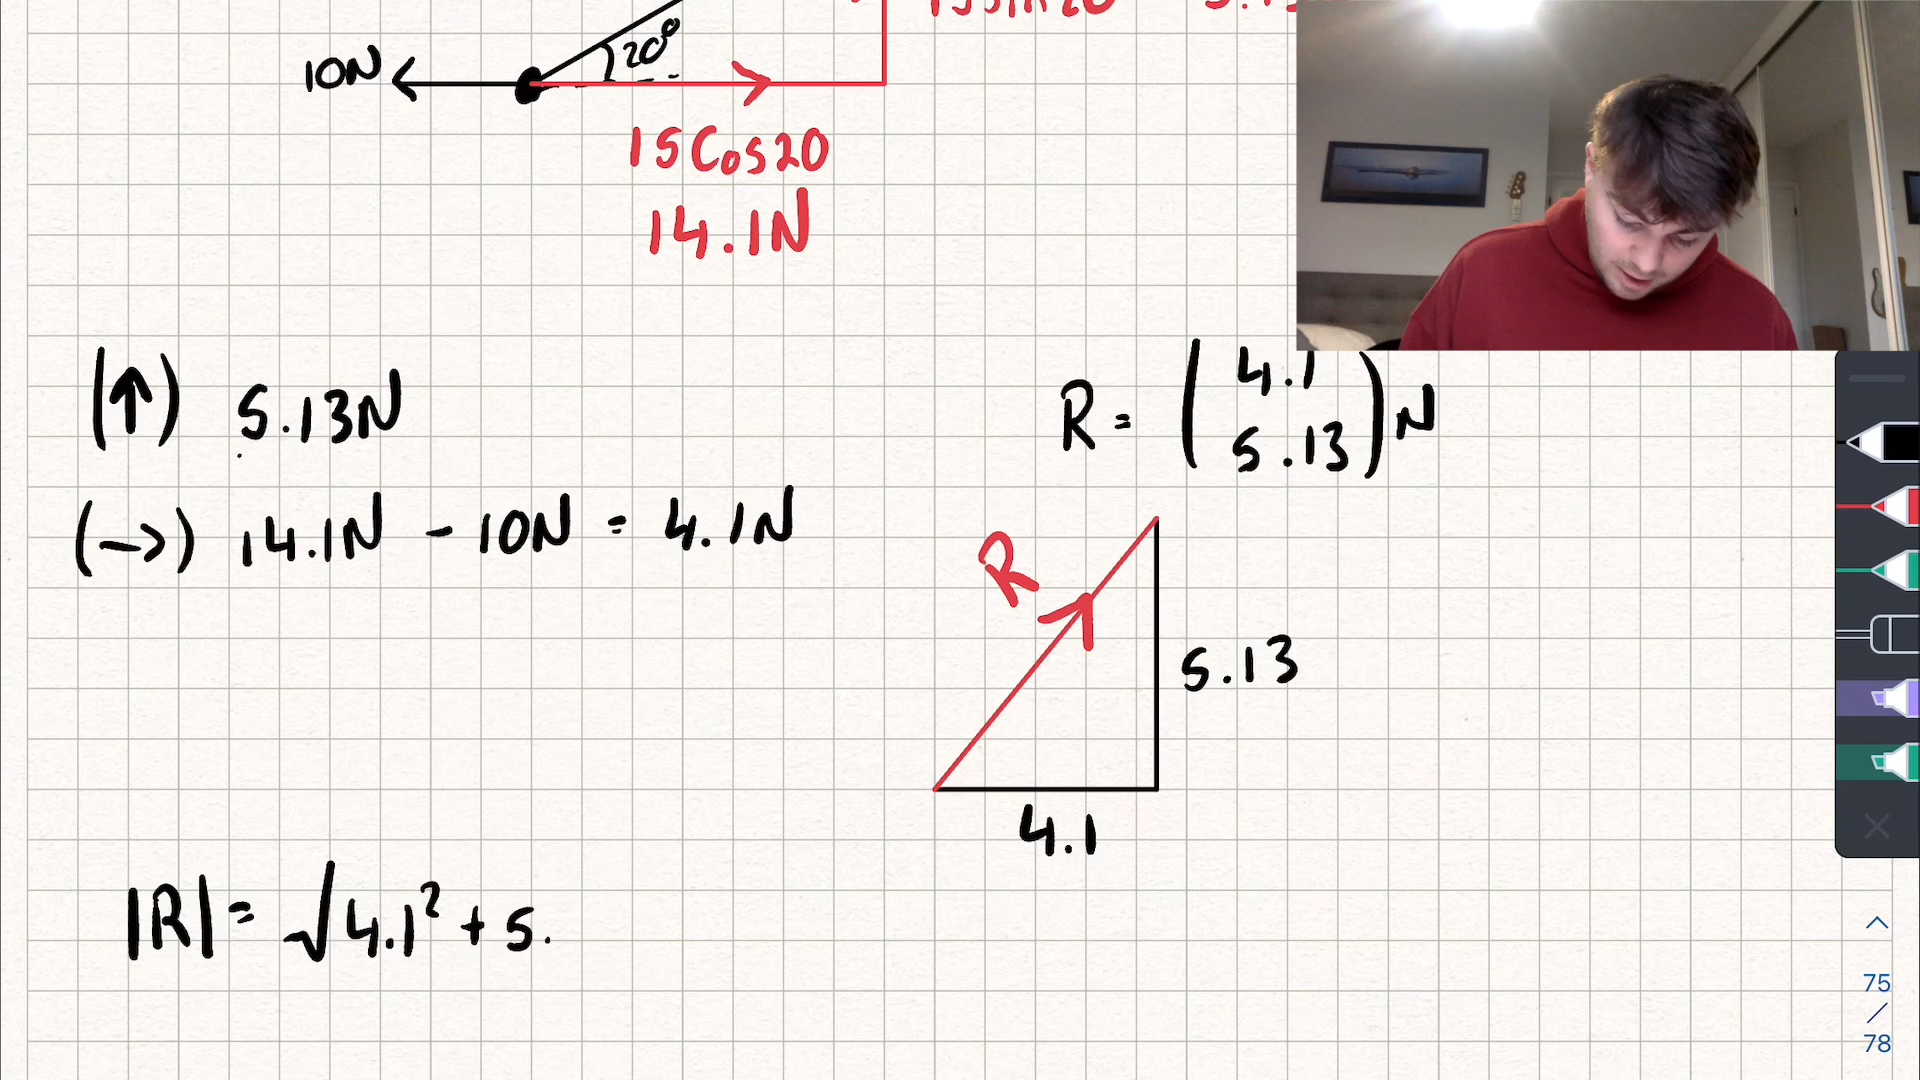 10N
20°
15Cos20
14.1N
(↑) 5.13N
(→) 14.1N - 10N = 4.1N
R = (4.1
5.13) N
R
5.13
4.1
|R| = √4.1² + 5.
75
/
78